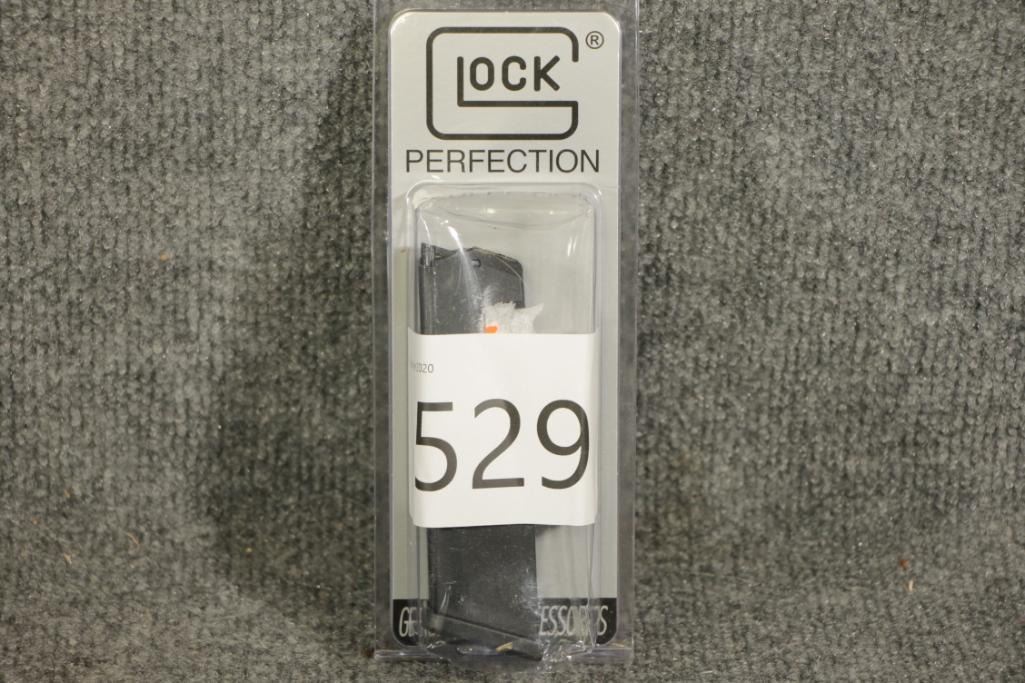 GLOCK ®
PERFECTION
529